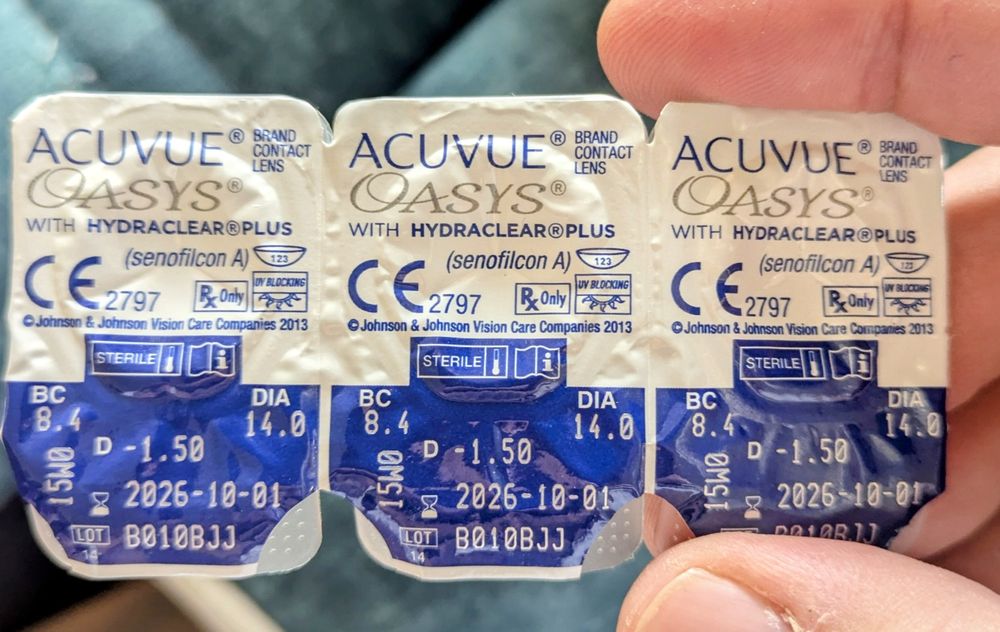 ACUVUE® BRAND CONTACT LENS
OASYS®
WITH HYDRACLEAR®PLUS
(senofilcon A) 123
CE 2797 Rx Only UV BLOCKING
©Johnson & Johnson Vision Care Companies 2013
STERILE i
BC DIA
8.4 14.0
D -1.50
15W0
2026-10-01
LOT B010BJJ
14
ACUVUE® BRAND CONTACT LENS
OASYS®
WITH HYDRACLEAR®PLUS
(senofilcon A) 123
CE 2797 Rx Only UV BLOCKING
©Johnson & Johnson Vision Care Companies 2013
STERILE i
BC DIA
8.4 14.0
D -1.50
15W0
2026-10-01
LOT B010BJJ
14
ACUVUE® BRAND CONTACT LENS
OASYS®
WITH HYDRACLEAR®PLUS
(senofilcon A) 123
CE 2797 Rx Only UV BLOCKING
©Johnson & Johnson Vision Care Companies 2013
STERILE i
BC DIA
8.4 14.0
D -1.50
15W0
2026-10-01
B010BJJ